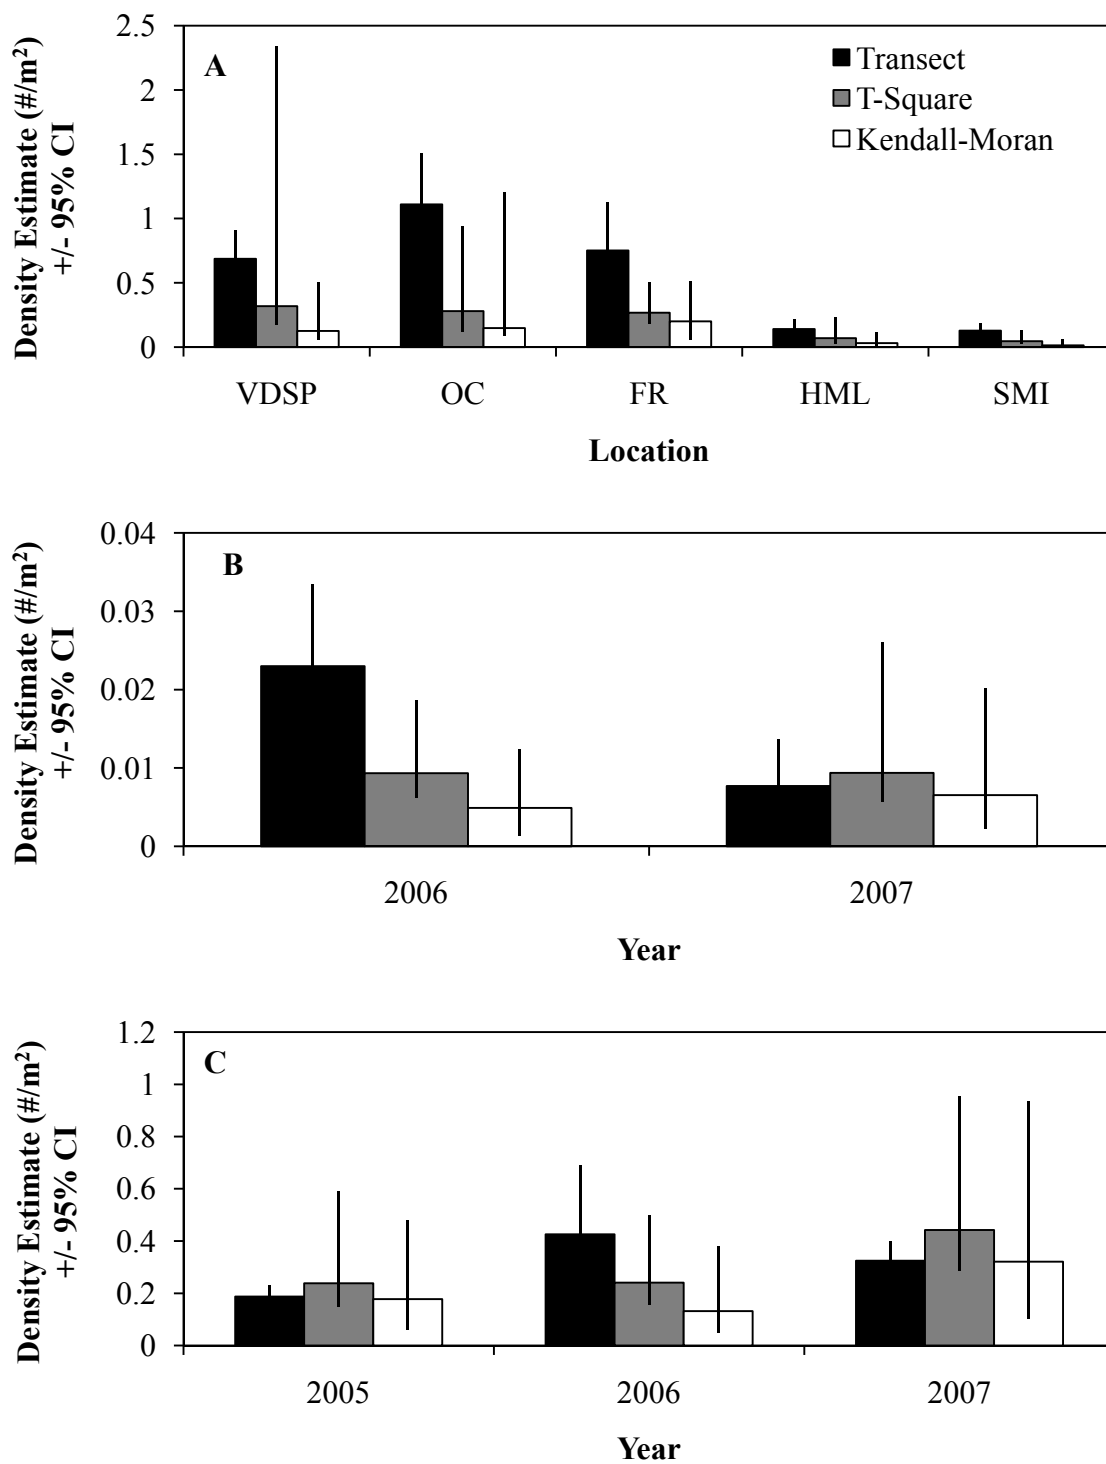 2.5
2
1.5
1
0.5
0
A
Transect
T-Square
Kendall-Moran
Density Estimate (#/m²)
+/- 95% CI
VDSP OC FR HML SMI
Location
0.04
0.03
0.02
0.01
0
B
Density Estimate (#/m²)
+/- 95% CI
2006 2007
Year
1.2
1
0.8
0.6
0.4
0.2
0
C
Density Estimate (#/m²)
+/- 95% CI
2005 2006 2007
Year